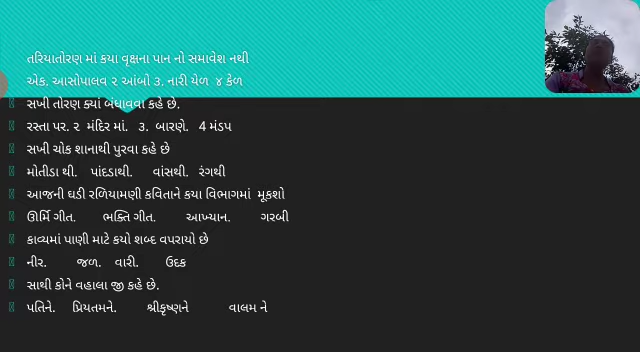 તરિયાતોરણ માં કયા વૃક્ષના પાન નો સમાવેશ નથી
એક. આસોપાલવ ૨ આંબો 3. નારી યેળ ૪ કેળ
સખી તોરણ ક્યાં બંધાવવા કહે છે.
રસ્તા પર. ૨ મંદિર માં. ૩. બારણે. 4 મંડપ
સખી ચોક શાનાથી પુરવા કહે છે
મોતીડા થી. પાંદડાથી. વાંસથી. રંગથી
આજની ઘડી રળિયામણી કવિતાને કયા વિભાગમાં મૂકશો
ઊર્મિ ગીત. ભક્તિ ગીત. આખ્યાન. ગરબી
કાવ્યમાં પાણી માટે કયો શબ્દ વપરાયો છે
નીર. જળ. વારી. ઉદક
સાથી કોને વહાલા જી કહે છે.
પતિને. પ્રિયતમને. શ્રીકૃષ્ણને વાલમ ને